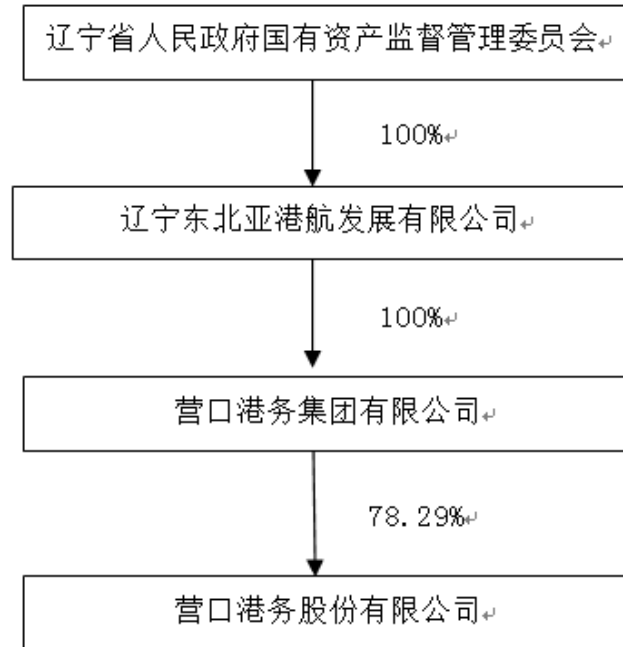 辽宁省人民政府国有资产监督管理委员会
100%
辽宁东北亚港航发展有限公司
100%
营口港务集团有限公司
78.29%
营口港务股份有限公司